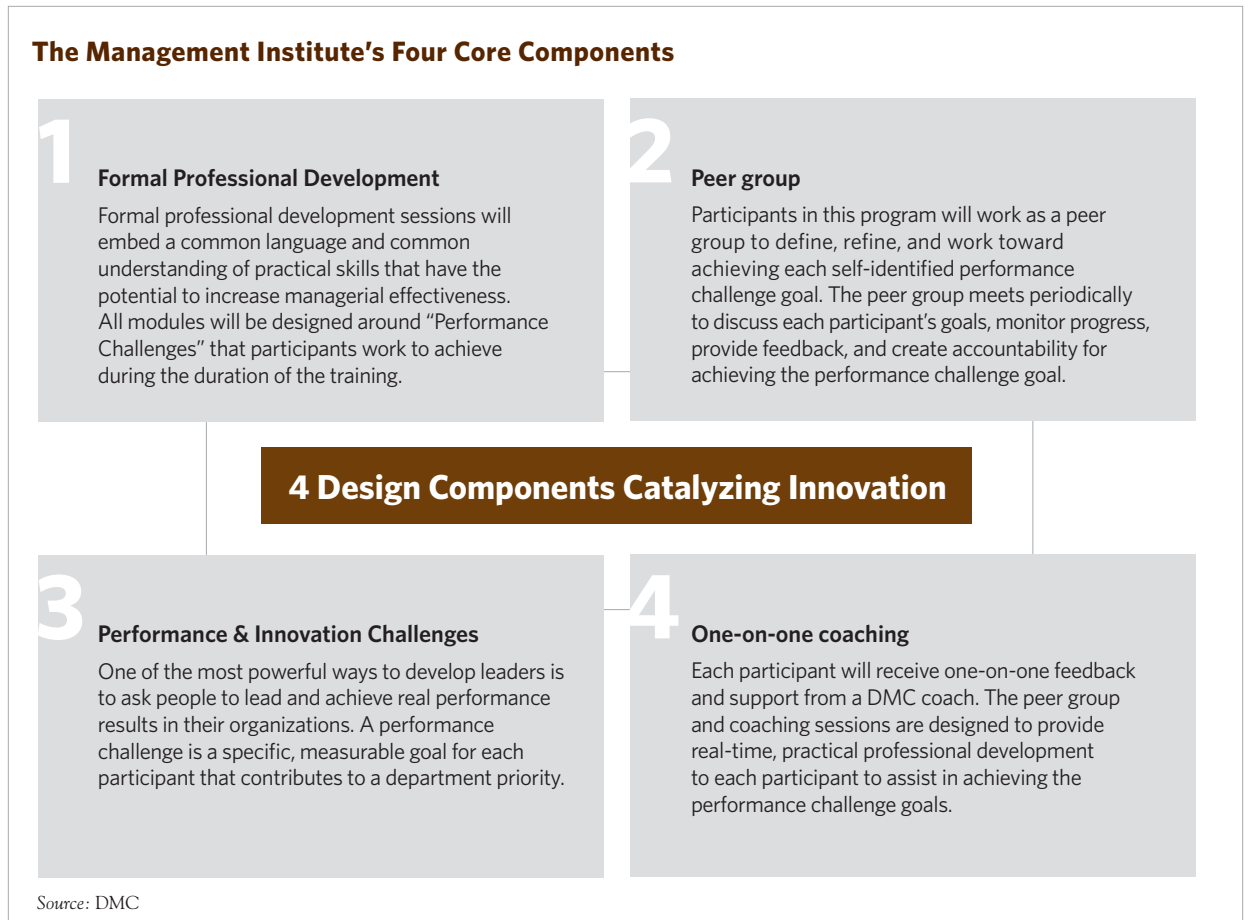 The Management Institute's Four Core Components
1
Formal Professional Development
Formal professional development sessions will
embed a common language and common
understanding of practical skills that have the
potential to increase managerial effectiveness.
All modules will be designed around “Performance
Challenges” that participants work to achieve
during the duration of the training.
2
Peer group
Participants in this program will work as a peer
group to define, refine, and work toward
achieving each self-identified performance
challenge goal. The peer group meets periodically
to discuss each participant's goals, monitor progress,
provide feedback, and create accountability for
achieving the performance challenge goal.
4 Design Components Catalyzing Innovation
3
Performance & Innovation Challenges
One of the most powerful ways to develop leaders is
to ask people to lead and achieve real performance
results in their organizations. A performance
challenge is a specific, measurable goal for each
participant that contributes to a department priority.
4
One-on-one coaching
Each participant will receive one-on-one feedback
and support from a DMC coach. The peer group
and coaching sessions are designed to provide
real-time, practical professional development
to each participant to assist in achieving the
performance challenge goals.
Source: DMC